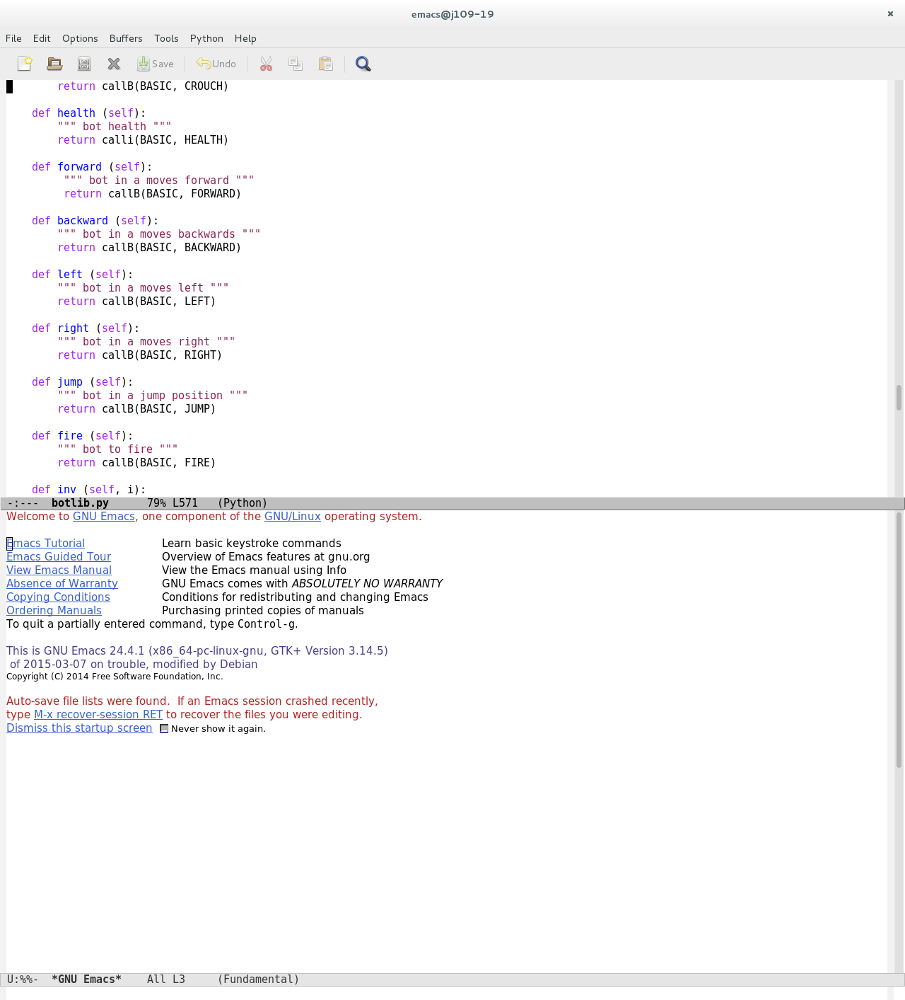 emacs@j109-19
File Edit Options Buffers Tools Python Help
Save Undo
        return callB(BASIC, CROUCH)
    def health (self):
        """ bot health """
        return calli(BASIC, HEALTH)
    def forward (self):
         """ bot in a moves forward """
         return callB(BASIC, FORWARD)
    def backward (self):
        """ bot in a moves backwards """
        return callB(BASIC, BACKWARD)
    def left (self):
        """ bot in a moves left """
        return callB(BASIC, LEFT)
    def right (self):
        """ bot in a moves right """
        return callB(BASIC, RIGHT)
    def jump (self):
        """ bot in a jump position """
        return callB(BASIC, JUMP)
    def fire (self):
        """ bot to fire """
        return callB(BASIC, FIRE)
    def inv (self, i):
-:---  botlib.py      79% L571   (Python)
Welcome to GNU Emacs, one component of the GNU/Linux operating system.
Emacs Tutorial Learn basic keystroke commands
Emacs Guided Tour Overview of Emacs features at gnu.org
View Emacs Manual View the Emacs manual using Info
Absence of Warranty GNU Emacs comes with ABSOLUTELY NO WARRANTY
Copying Conditions Conditions for redistributing and changing Emacs
Ordering Manuals Purchasing printed copies of manuals
To quit a partially entered command, type Control-g.
This is GNU Emacs 24.4.1 (x86_64-pc-linux-gnu, GTK+ Version 3.14.5)
 of 2015-03-07 on trouble, modified by Debian
Copyright (C) 2014 Free Software Foundation, Inc.
Auto-save file lists were found.  If an Emacs session crashed recently,
type M-x recover-session RET to recover the files you were editing.
Dismiss this startup screen Never show it again.
U:%%-  *GNU Emacs*    All L3     (Fundamental)